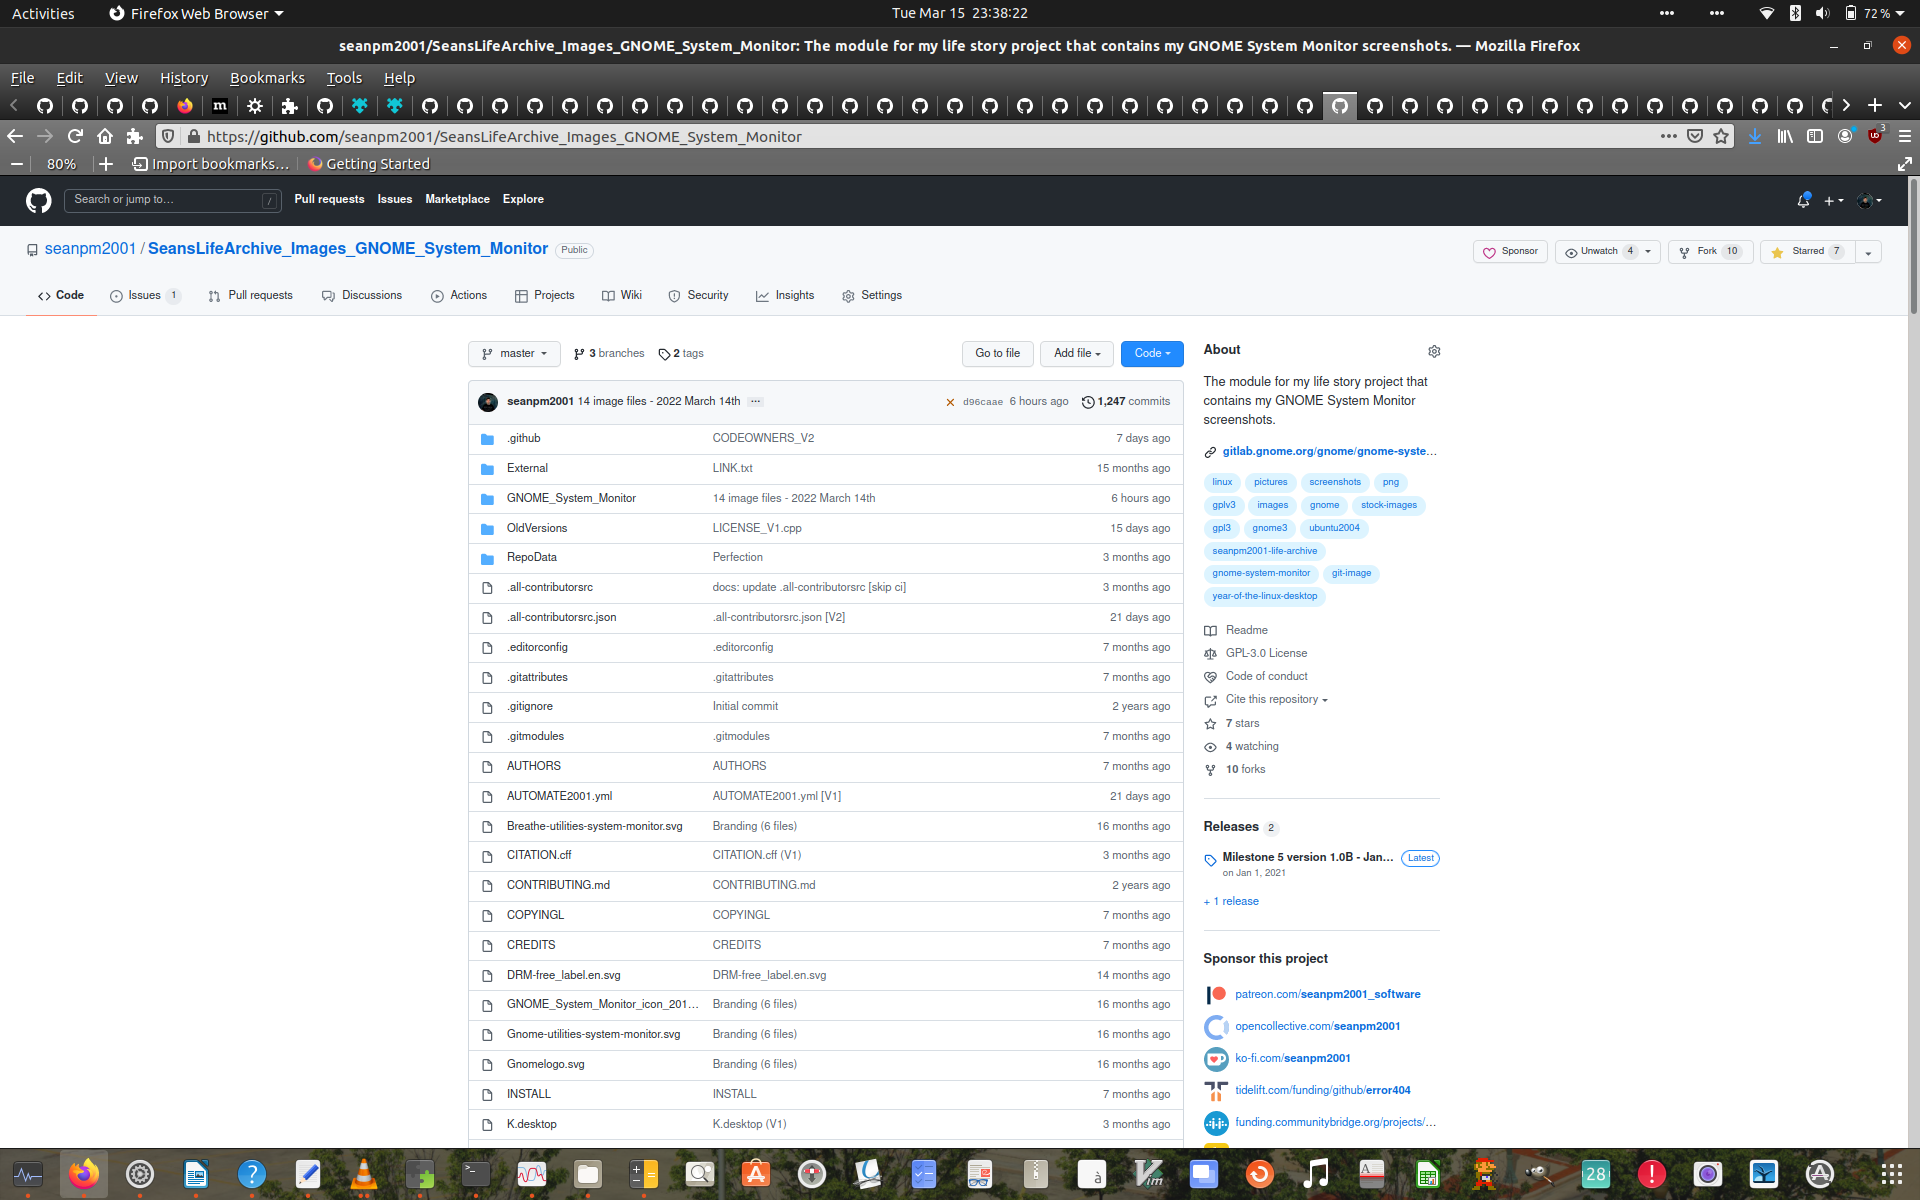 Activities
Firefox Web Browser
Tue Mar 15 23:38:22
72 %
seanpm2001/SeansLifeArchive_Images_GNOME_System_Monitor: The module for my life story project that contains my GNOME System Monitor screenshots. — Mozilla Firefox
File Edit View History Bookmarks Tools Help
https://github.com/seanpm2001/SeansLifeArchive_Images_GNOME_System_Monitor
3
80%
Import bookmarks…
Getting Started
Search or jump to…
/
Pull requests Issues Marketplace Explore
seanpm2001 / SeansLifeArchive_Images_GNOME_System_Monitor
Public
Sponsor
Unwatch 4
Fork 10
Starred 7
Code
Issues 1
Pull requests
Discussions
Actions
Projects
Wiki
Security
Insights
Settings
master
3 branches
2 tags
Go to file
Add file
Code
seanpm2001 14 image files - 2022 March 14th ...
d96caae 6 hours ago
1,247 commits
.github CODEOWNERS_V2 7 days ago
External LINK.txt 15 months ago
GNOME_System_Monitor 14 image files - 2022 March 14th 6 hours ago
OldVersions LICENSE_V1.cpp 15 days ago
RepoData Perfection 3 months ago
.all-contributorsrc docs: update .all-contributorsrc [skip ci] 3 months ago
.all-contributorsrc.json .all-contributorsrc.json [V2] 21 days ago
.editorconfig .editorconfig 7 months ago
.gitattributes .gitattributes 7 months ago
.gitignore Initial commit 2 years ago
.gitmodules .gitmodules 7 months ago
AUTHORS AUTHORS 7 months ago
AUTOMATE2001.yml AUTOMATE2001.yml [V1] 21 days ago
Breathe-utilities-system-monitor.svg Branding (6 files) 16 months ago
CITATION.cff CITATION.cff (V1) 3 months ago
CONTRIBUTING.md CONTRIBUTING.md 2 years ago
COPYINGL COPYINGL 7 months ago
CREDITS CREDITS 7 months ago
DRM-free_label.en.svg DRM-free_label.en.svg 14 months ago
GNOME_System_Monitor_icon_201... Branding (6 files) 16 months ago
Gnome-utilities-system-monitor.svg Branding (6 files) 16 months ago
Gnomelogo.svg Branding (6 files) 16 months ago
INSTALL INSTALL 7 months ago
K.desktop K.desktop (V1) 3 months ago
About
The module for my life story project that
contains my GNOME System Monitor
screenshots.
gitlab.gnome.org/gnome/gnome-syste…
linux pictures screenshots png
gplv3 images gnome stock-images
gpl3 gnome3 ubuntu2004
seanpm2001-life-archive
gnome-system-monitor git-image
year-of-the-linux-desktop
Readme
GPL-3.0 License
Code of conduct
Cite this repository
7 stars
4 watching
10 forks
Releases 2
Milestone 5 version 1.0B - Jan... Latest
on Jan 1, 2021
+ 1 release
Sponsor this project
patreon.com/seanpm2001_software
opencollective.com/seanpm2001
ko-fi.com/seanpm2001
tidelift.com/funding/github/error404
funding.communitybridge.org/projects/…
28